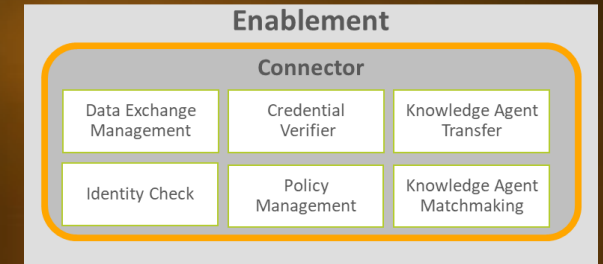 Enablement
Connector
Data Exchange
Management
Credential
Verifier
Knowledge Agent
Transfer
Identity Check
Policy
Management
Knowledge Agent
Matchmaking